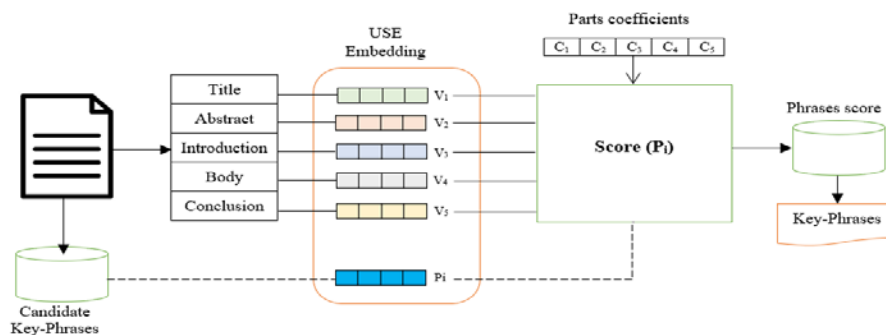 Parts coefficients
USE
Embedding
C₁ C₂ C₃ C₄ C₅
Title
V₁
Abstract
V₂
Introduction
V₃
Body
V₄
Conclusion
V₅
Score (Pᵢ)
Phrases score
Key-Phrases
Pi
Candidate
Key-Phrases